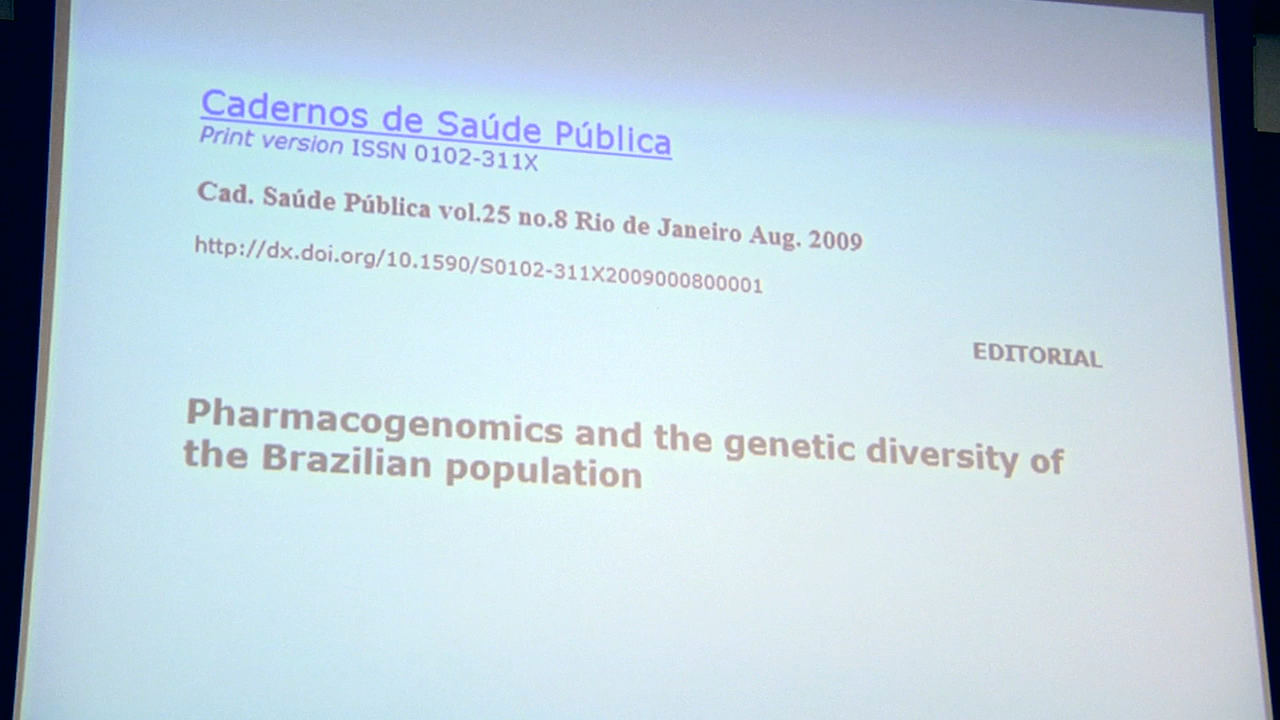 Cadernos de Saúde Pública
Print version ISSN 0102-311X
Cad. Saúde Pública vol.25 no.8 Rio de Janeiro Aug. 2009
http://dx.doi.org/10.1590/S0102-311X2009000800001
EDITORIAL
Pharmacogenomics and the genetic diversity of
the Brazilian population